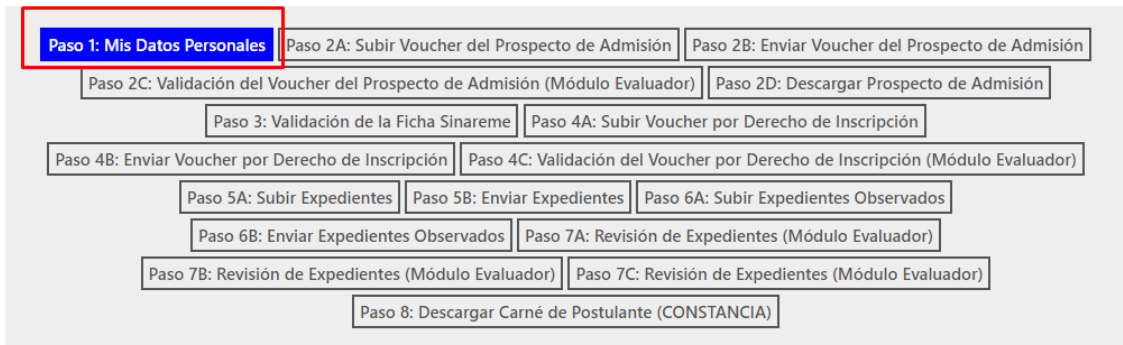 Paso 1: Mis Datos Personales Paso 2A: Subir Voucher del Prospecto de Admisión Paso 2B: Enviar Voucher del Prospecto de Admisión
Paso 2C: Validación del Voucher del Prospecto de Admisión (Módulo Evaluador) Paso 2D: Descargar Prospecto de Admisión
Paso 3: Validación de la Ficha Sinareme Paso 4A: Subir Voucher por Derecho de Inscripción
Paso 4B: Enviar Voucher por Derecho de Inscripción Paso 4C: Validación del Voucher por Derecho de Inscripción (Módulo Evaluador)
Paso 5A: Subir Expedientes Paso 5B: Enviar Expedientes Paso 6A: Subir Expedientes Observados
Paso 6B: Enviar Expedientes Observados Paso 7A: Revisión de Expedientes (Módulo Evaluador)
Paso 7B: Revisión de Expedientes (Módulo Evaluador) Paso 7C: Revisión de Expedientes (Módulo Evaluador)
Paso 8: Descargar Carné de Postulante (CONSTANCIA)